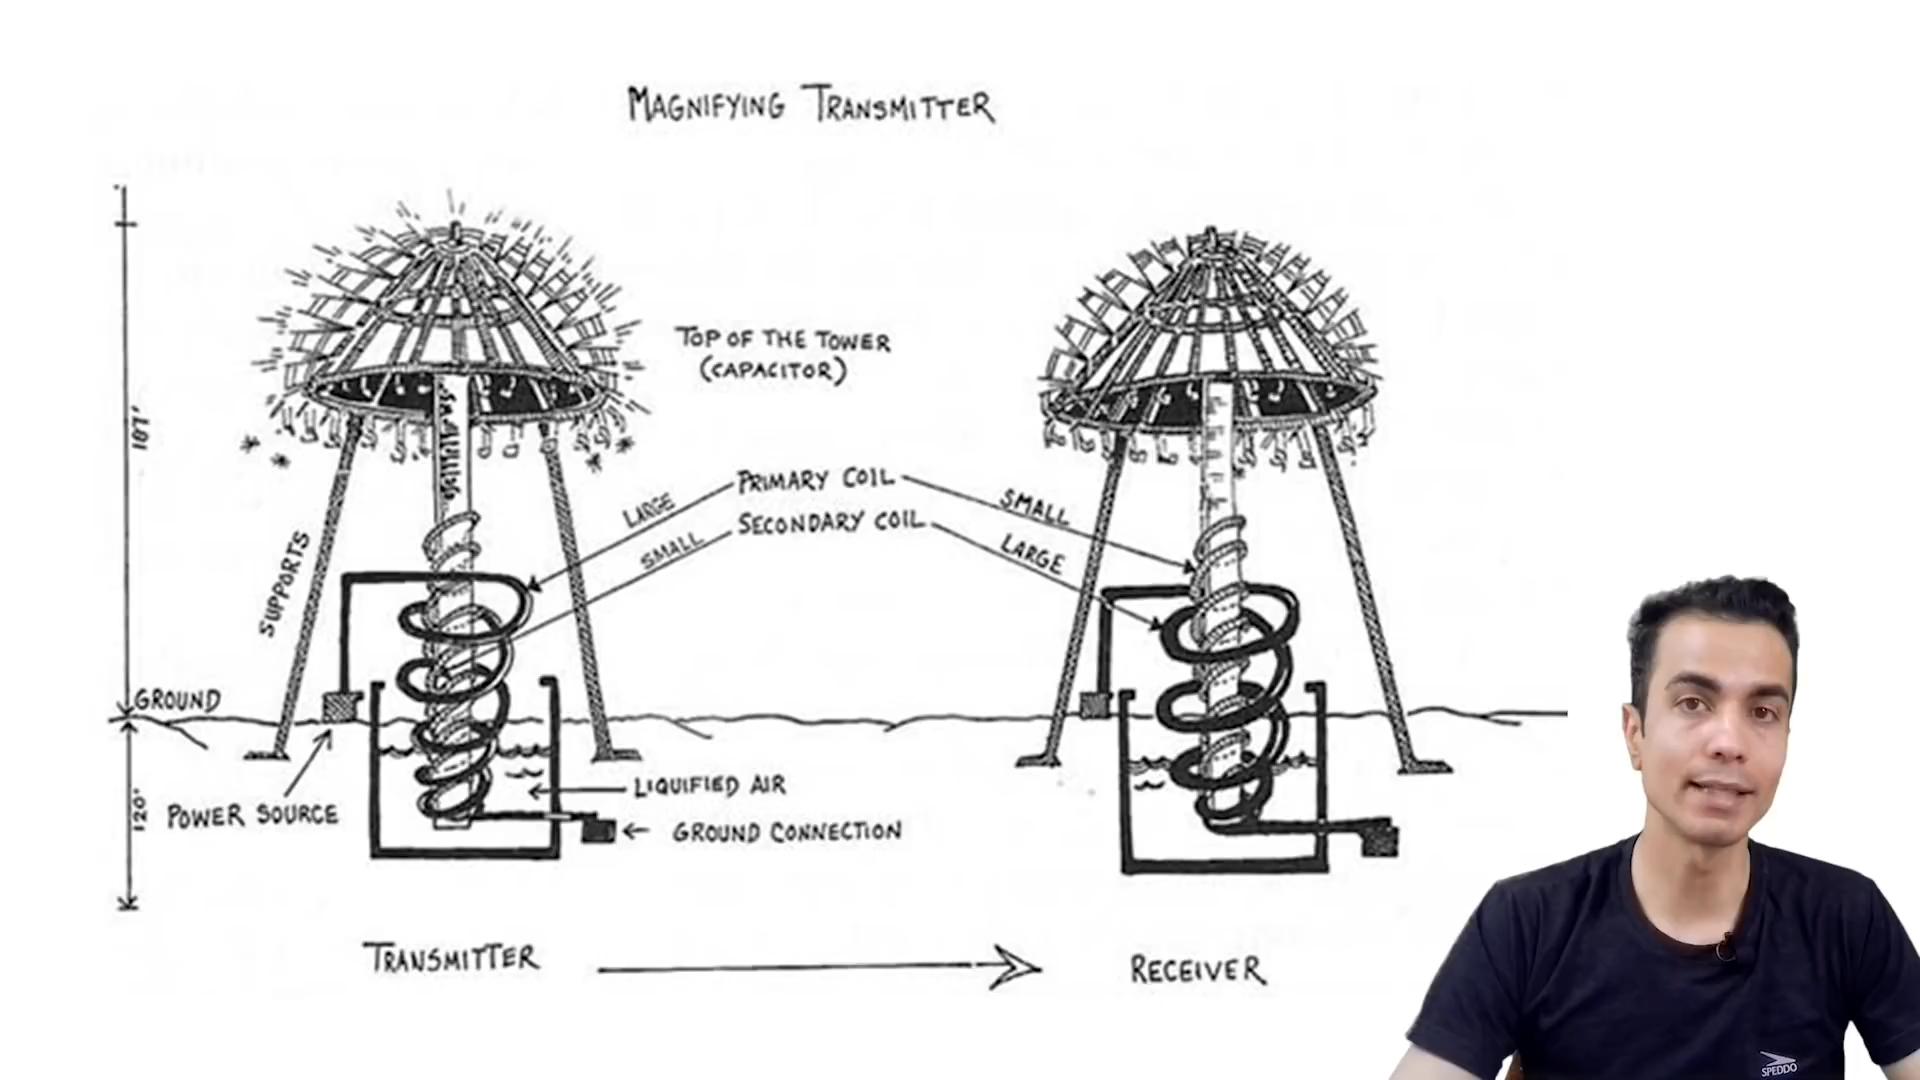 MAGNIFYING TRANSMITTER
TOP OF THE TOWER
(CAPACITOR)
187'
PRIMARY COIL
SECONDARY COIL
LARGE
SMALL
SMALL
LARGE
SUPPORTS
GROUND
120'
POWER SOURCE
LIQUIFIED AIR
GROUND CONNECTION
TRANSMITTER
RECEIVER
SPEDDO